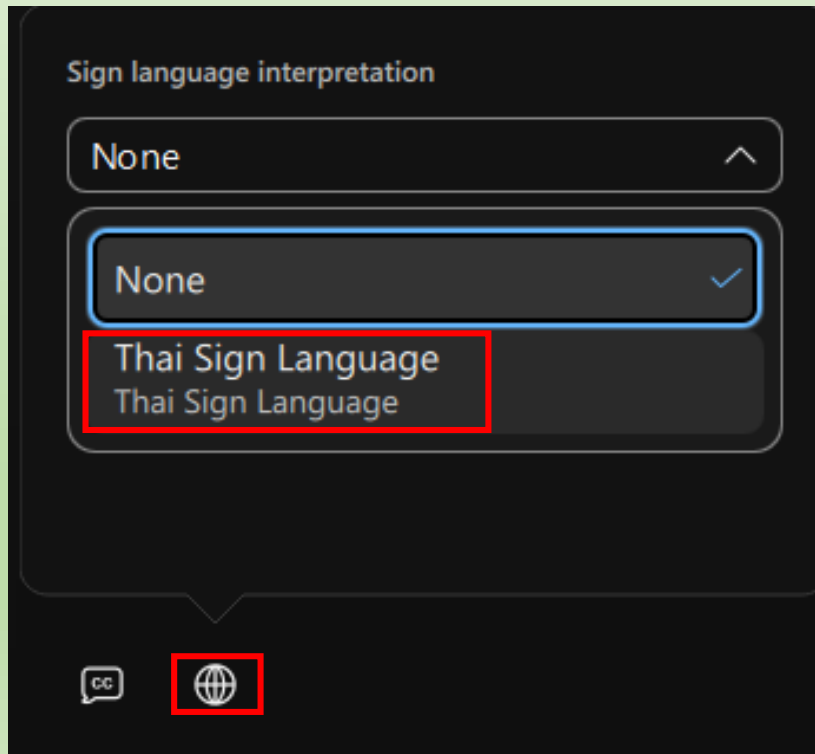 Sign language interpretation
None
None
Thai Sign Language
Thai Sign Language
CC